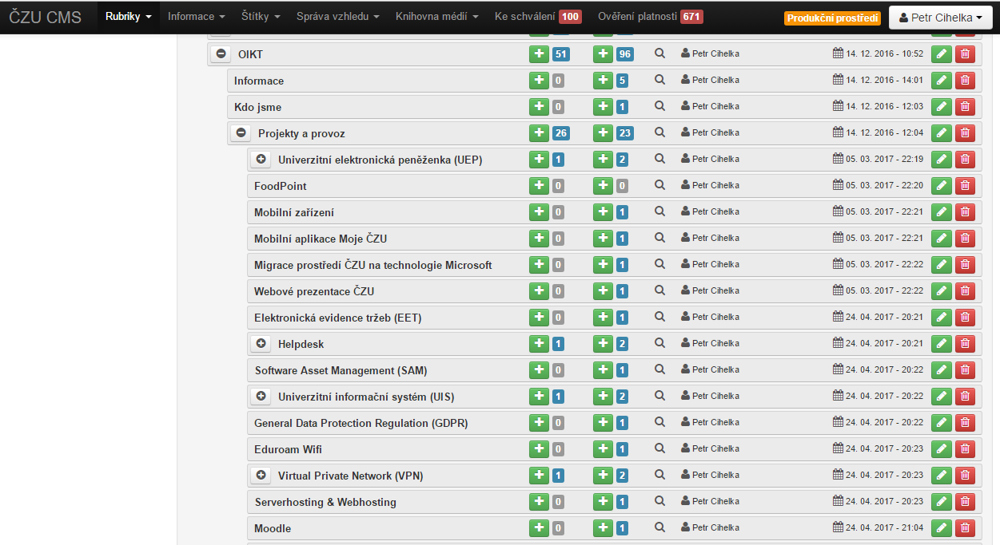 ČZU CMS Rubriky Informace Štítky Správa vzhledu Knihovna médií Ke schválení 100 Ověření platnosti 671 Produkční prostředí Petr Cihelka
OIKT 51 96 Petr Cihelka 14. 12. 2016 - 10:52
Informace 0 5 Petr Cihelka 14. 12. 2016 - 14:01
Kdo jsme 0 1 Petr Cihelka 14. 12. 2016 - 12:03
Projekty a provoz 26 23 Petr Cihelka 14. 12. 2016 - 12:04
Univerzitní elektronická peněženka (UEP) 1 2 Petr Cihelka 05. 03. 2017 - 22:19
FoodPoint 0 0 Petr Cihelka 05. 03. 2017 - 22:20
Mobilní zařízení 0 1 Petr Cihelka 05. 03. 2017 - 22:21
Mobilní aplikace Moje ČZU 0 1 Petr Cihelka 05. 03. 2017 - 22:21
Migrace prostředí ČZU na technologie Microsoft 0 1 Petr Cihelka 05. 03. 2017 - 22:22
Webové prezentace ČZU 0 1 Petr Cihelka 05. 03. 2017 - 22:22
Elektronická evidence tržeb (EET) 0 1 Petr Cihelka 24. 04. 2017 - 20:21
Helpdesk 1 2 Petr Cihelka 24. 04. 2017 - 20:21
Software Asset Management (SAM) 0 1 Petr Cihelka 24. 04. 2017 - 20:22
Univerzitní informační systém (UIS) 1 2 Petr Cihelka 24. 04. 2017 - 20:22
General Data Protection Regulation (GDPR) 0 1 Petr Cihelka 24. 04. 2017 - 20:22
Eduroam Wifi 0 1 Petr Cihelka 24. 04. 2017 - 20:23
Virtual Private Network (VPN) 1 2 Petr Cihelka 24. 04. 2017 - 20:23
Serverhosting & Webhosting 0 1 Petr Cihelka 24. 04. 2017 - 20:23
Moodle 0 1 Petr Cihelka 24. 04. 2017 - 21:04